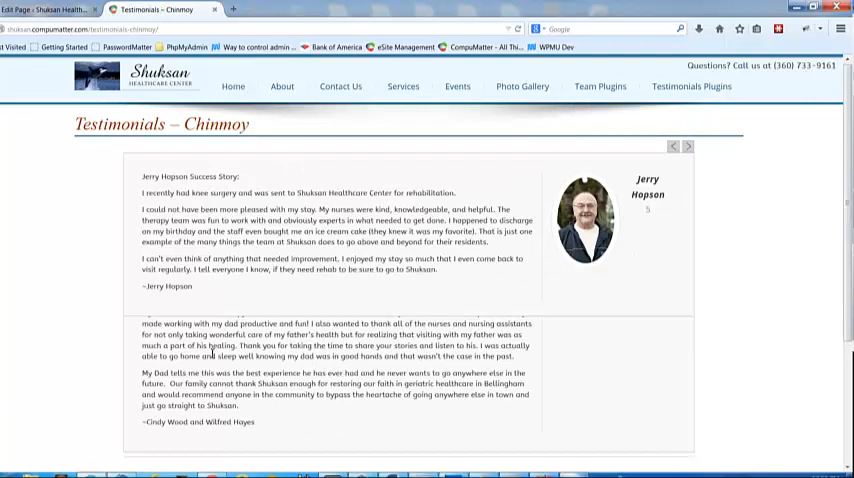 Edit Page ‹ Shuksan Health...
Testimonials – Chinmoy
shuksan.compumatter.com/testimonials-chinmoy/
Google
st Visited
Getting Started
PasswordMatter
PhpMyAdmin
Way to control admin ...
Bank of America
eSite Management
CompuMatter - All Thi...
WPMU Dev
Shuksan
HEALTHCARE CENTER
Questions? Call us at (360) 733-9161
Home
About
Contact Us
Services
Events
Photo Gallery
Team Plugins
Testimonials Plugins
Testimonials – Chinmoy
Jerry Hopson Success Story:
I recently had knee surgery and was sent to Shuksan Healthcare Center for rehabilitation.
I could not have been more pleased with my stay. My nurses were kind, knowledgeable, and helpful. The
therapy team was fun to work with and obviously experts in what needed to get done. I happened to discharge
on my birthday and the staff even bought me an ice cream cake (they knew it was my favorite). That is just one
example of the many things the team at Shuksan does to go above and beyond for their residents.
I can't even think of anything that needed improvement. I enjoyed my stay so much that I even come back to
visit regularly. I tell everyone I know, if they need rehab to be sure to go to Shuksan.
~Jerry Hopson
Jerry
Hopson
5
made working with my dad productive and fun! I also wanted to thank all of the nurses and nursing assistants
for not only taking wonderful care of my father's health but for realizing that visiting with my father was as
much a part of his healing. Thank you for taking the time to share your stories and listen to his. I was actually
able to go home and sleep well knowing my dad was in good hands and that wasn't the case in the past.
My Dad tells me this was the best experience he has ever had and he never wants to go anywhere else in the
future. Our family cannot thank Shuksan enough for restoring our faith in geriatric healthcare in Bellingham
and would recommend anyone in the community to bypass the heartache of going anywhere else in town and
just go straight to Shuksan.
~Cindy Wood and Wilfred Hayes